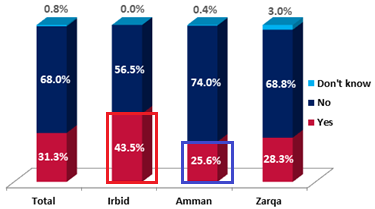 0.8% 0.0% 0.4% 3.0%
68.0% 56.5% 74.0% 68.8%
31.3% 43.5% 25.6% 28.3%
Total Irbid Amman Zarqa
Don't know
No
Yes